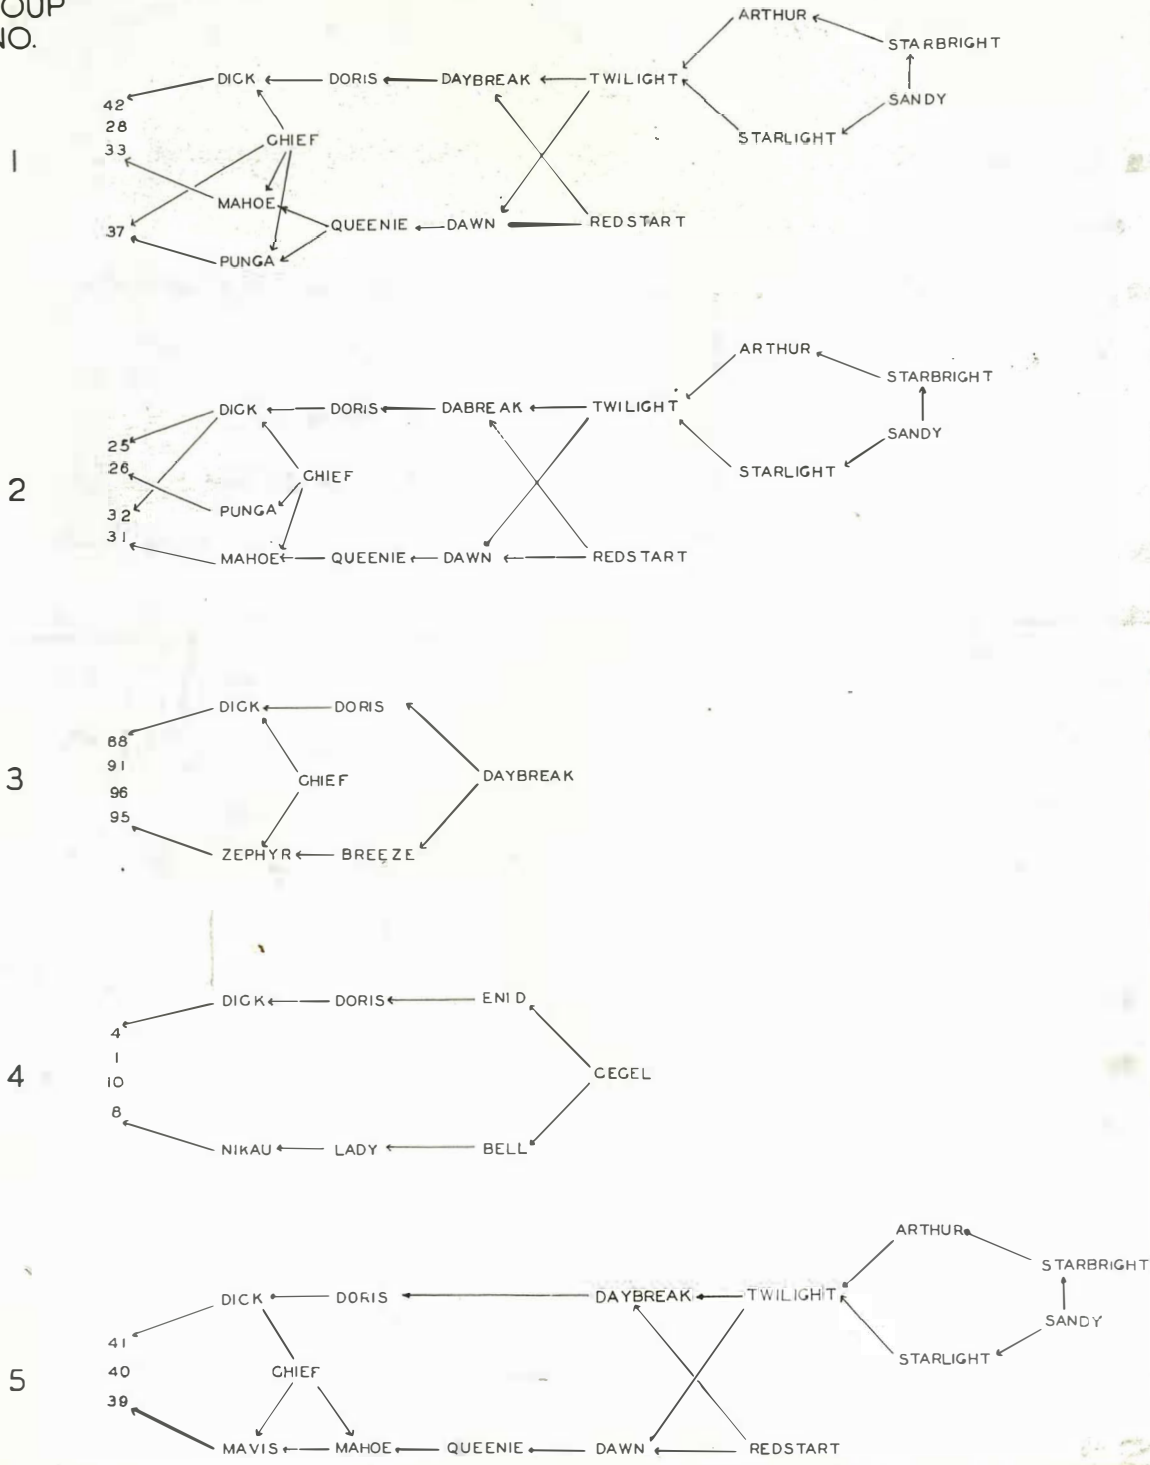 OUP
NO.
ARTHUR
STARBRIGHT
DICK DORIS DAYBREAK TWILIGHT
42
SANDY
28
CHIEF
STARLIGHT
33
1
MAHOE
37
QUEENIE DAWN REDSTART
PUNGA
ARTHUR
STARBRIGHT
DICK DORIS DABREAK TWILIGHT
SANDY
25
26
CHIEF
STARLIGHT
2
PUNGA
32
31
MAHOE QUEENIE DAWN REDSTART
DICK DORIS
88
91
3
CHIEF
DAYBREAK
96
95
ZEPHYR BREEZE
DICK DORIS ENID
4
1
4
CEGEL
10
8
NIKAU LADY BELL
ARTHUR
STARBRIGHT
DICK DORIS DAYBREAK TWILIGHT
SANDY
41
STARLIGHT
40
CHIEF
5
39
MAVIS MAHOE QUEENIE DAWN REDSTART